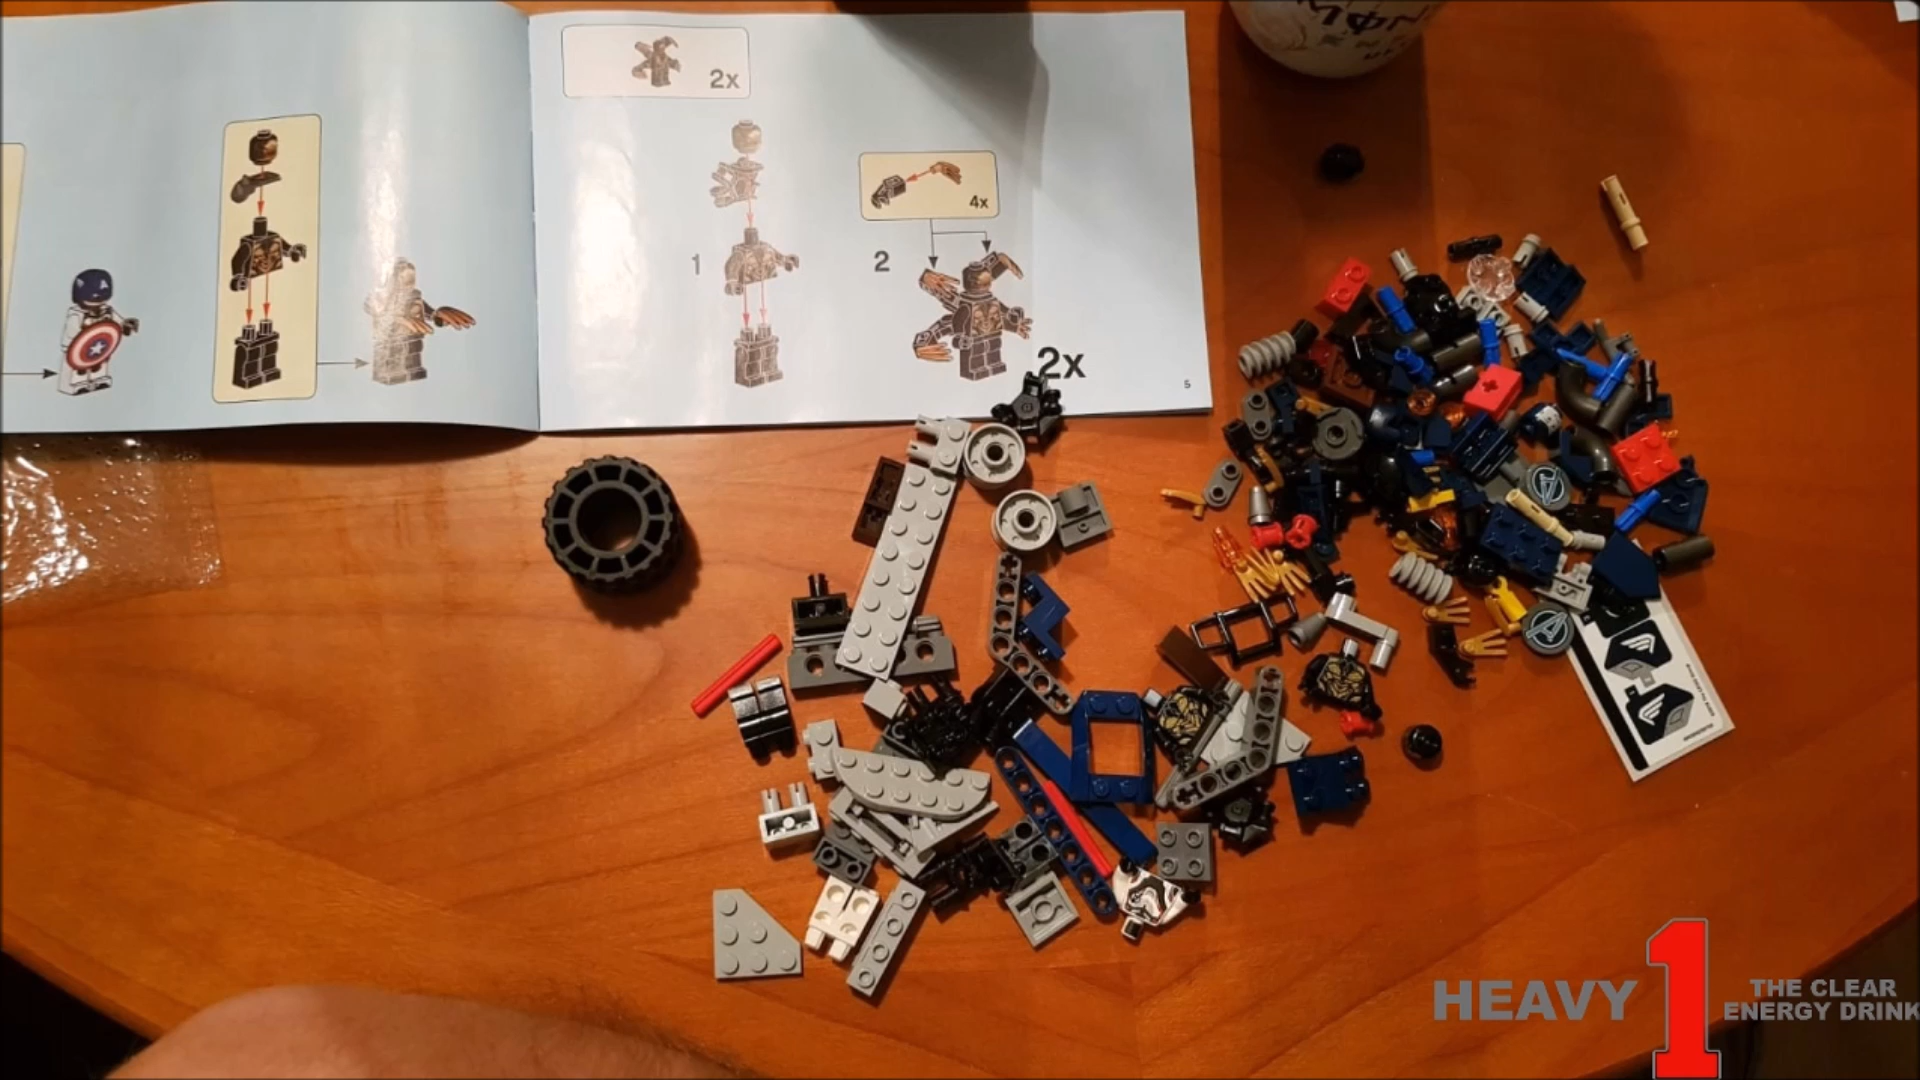 2x
1
4x
2
2x
5
HEAVY 1 THE CLEAR
ENERGY DRINK